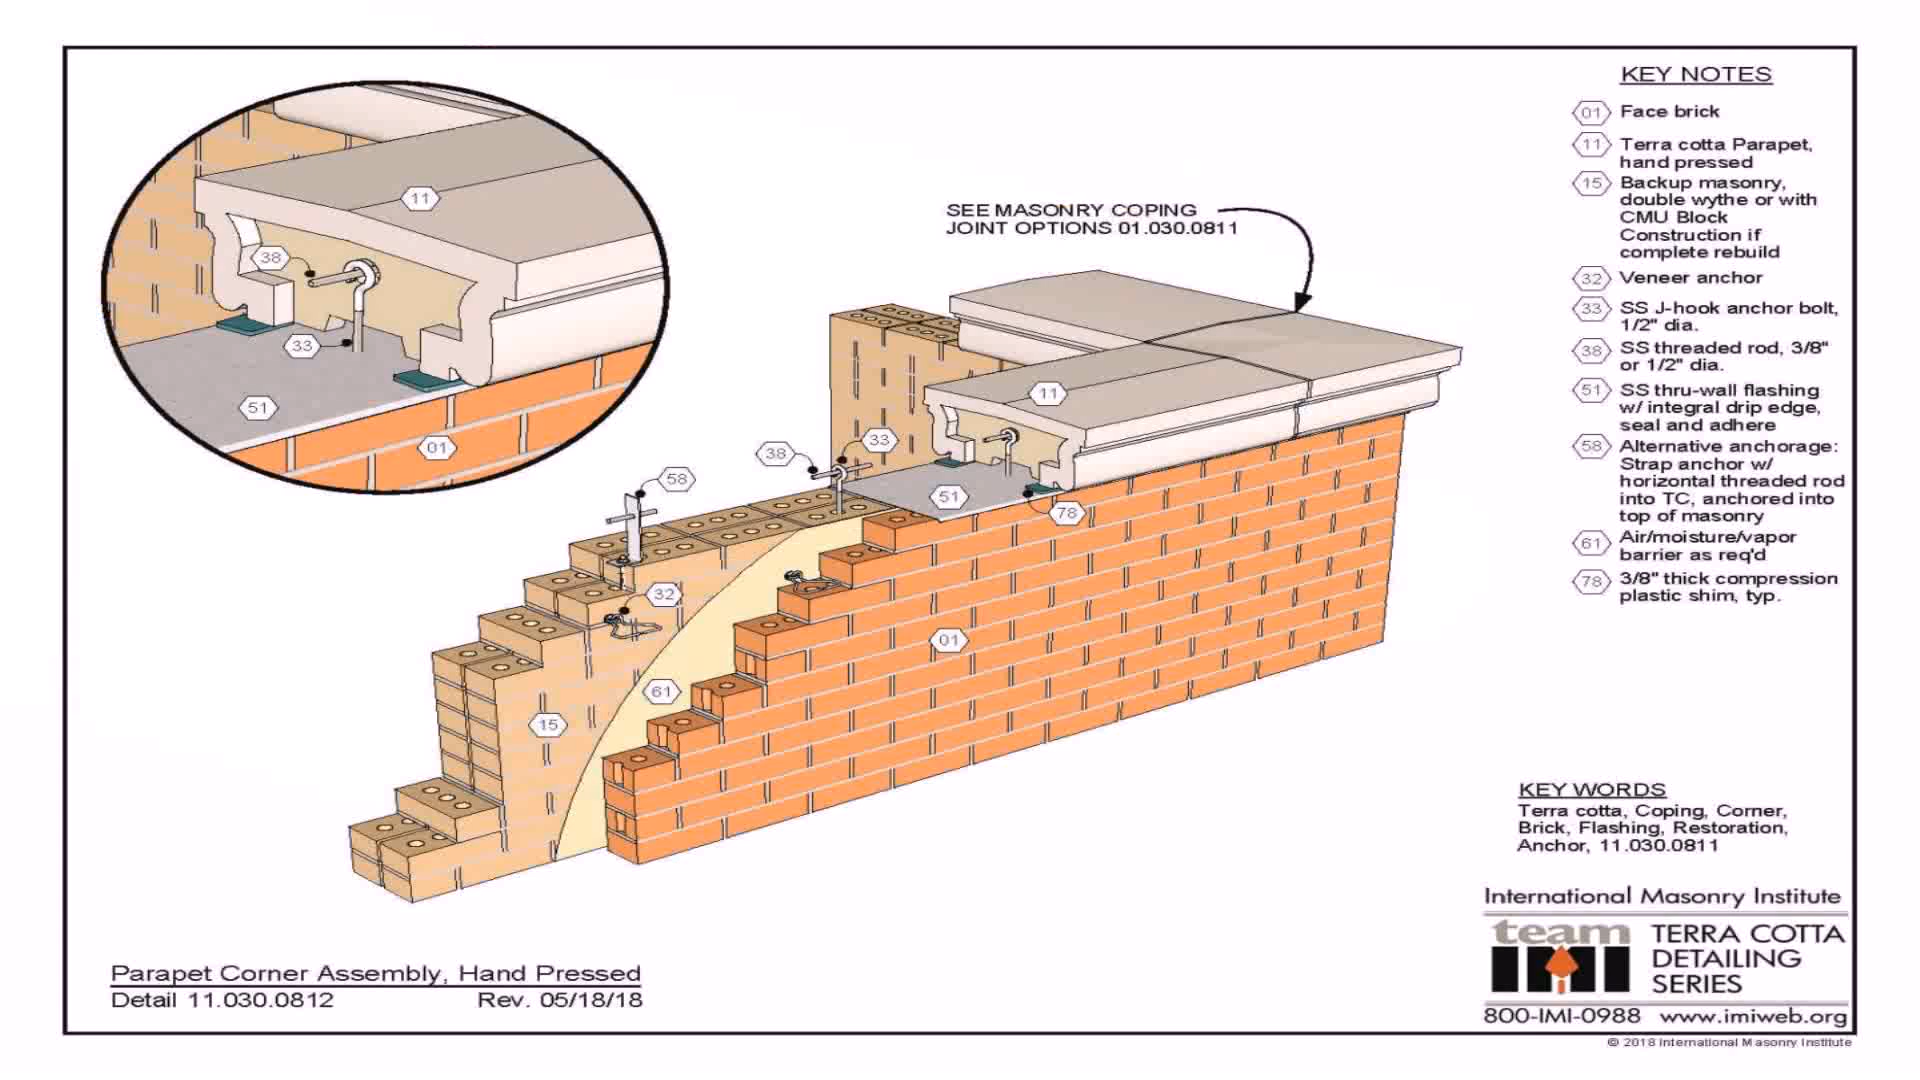 KEY NOTES
01 Face brick
11 Terra cotta Parapet,
hand pressed
15 Backup masonry,
double wythe or with
CMU Block
Construction if
complete rebuild
32 Veneer anchor
33 SS J-hook anchor bolt,
1/2" dia.
38 SS threaded rod, 3/8"
or 1/2" dia.
51 SS thru-wall flashing
w/ integral drip edge,
seal and adhere
58 Alternative anchorage:
Strap anchor w/
horizontal threaded rod
into TC, anchored into
top of masonry
61 Air/moisture/vapor
barrier as req'd
78 3/8" thick compression
plastic shim, typ.
SEE MASONRY COPING
JOINT OPTIONS 01.030.0811
11
38
33
51
01
11
33
38
58
51
78
32
01
61
15
KEY WORDS
Terra cotta, Coping, Corner,
Brick, Flashing, Restoration,
Anchor, 11.030.0811
International Masonry Institute
team
IMI
TERRA COTTA
DETAILING
SERIES
800-IMI-0988 www.imiweb.org
© 2018 International Masonry Institute
Parapet Corner Assembly, Hand Pressed
Detail 11.030.0812 Rev. 05/18/18